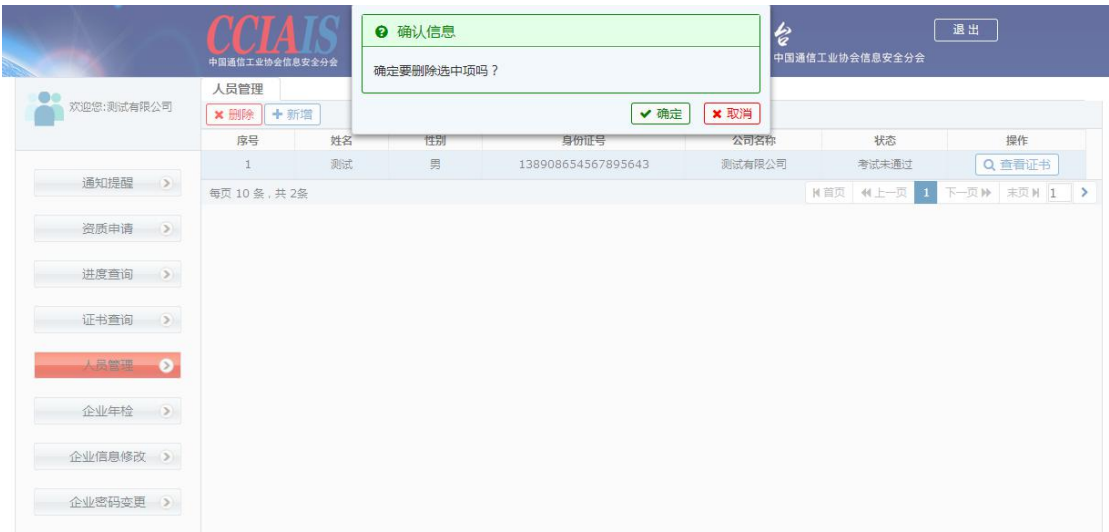 CCIAIS
中国通信工业协会信息安全分会
台
中国通信工业协会信息安全分会
退出
确认信息
确定要删除选中项吗？
确定
取消
欢迎您:测试有限公司
人员管理
删除 新增
序号 姓名 性别 身份证号 公司名称 状态 操作
1 测试 男 138908654567895643 测试有限公司 考试未通过 查看证书
每页 10 条 , 共 2条
首页 上一页 1 下一页 末页 1
通知提醒
资质申请
进度查询
证书查询
人员管理
企业年检
企业信息修改
企业密码变更